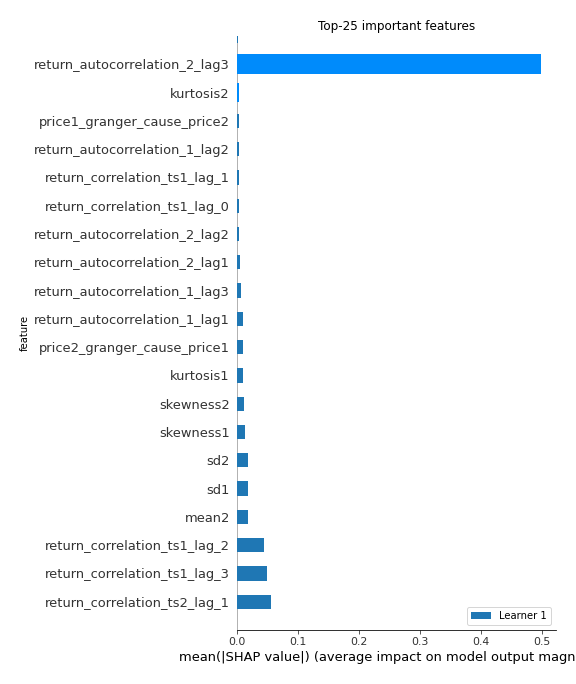 Top-25 important features
return_autocorrelation_2_lag3
kurtosis2
price1_granger_cause_price2
return_autocorrelation_1_lag2
return_correlation_ts1_lag_1
return_correlation_ts1_lag_0
return_autocorrelation_2_lag2
return_autocorrelation_2_lag1
return_autocorrelation_1_lag3
return_autocorrelation_1_lag1
price2_granger_cause_price1
kurtosis1
skewness2
skewness1
sd2
sd1
mean2
return_correlation_ts1_lag_2
return_correlation_ts1_lag_3
return_correlation_ts2_lag_1
feature
Learner 1
0.0 0.1 0.2 0.3 0.4 0.5
mean(|SHAP value|) (average impact on model output magn